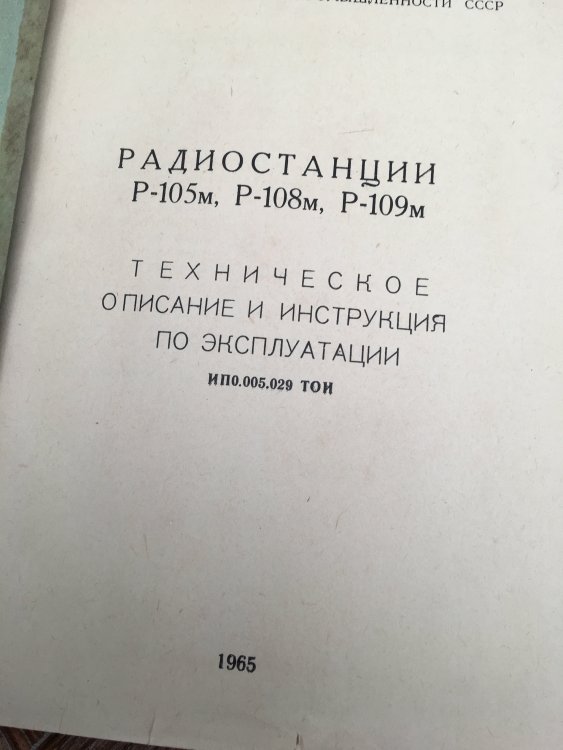 СССР
РАДИОСТАНЦИИ
Р-105м, Р-108м, Р-109м
ТЕХНИЧЕСКОЕ
ОПИСАНИЕ И ИНСТРУКЦИЯ
ПО ЭКСПЛУАТАЦИИ
ИП0.005.029 ТОИ
1965